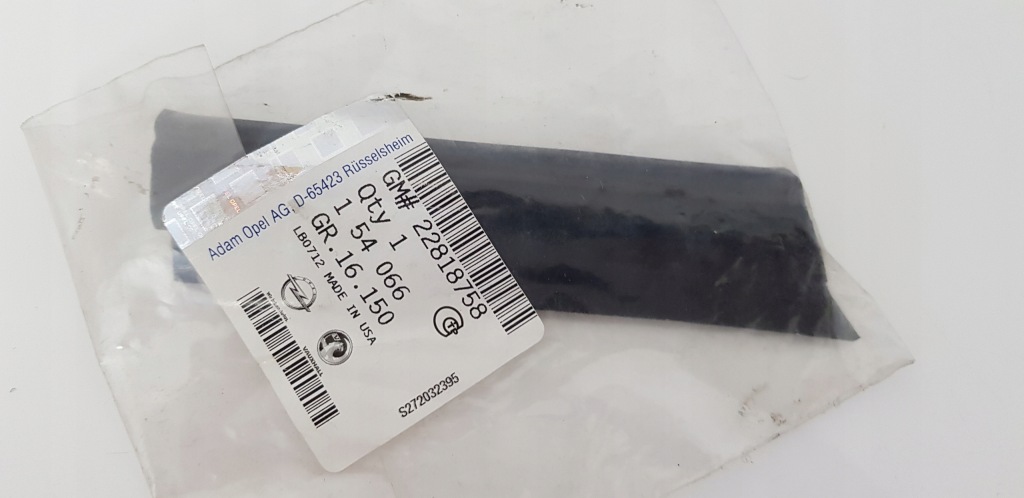 Adam Opel AG, D-65423 Rüsselsheim
GM# 22818758
Qty 1
1 54 066
GR.16.150
LB0712 MADE IN USA
VAUXHALL
S272032395